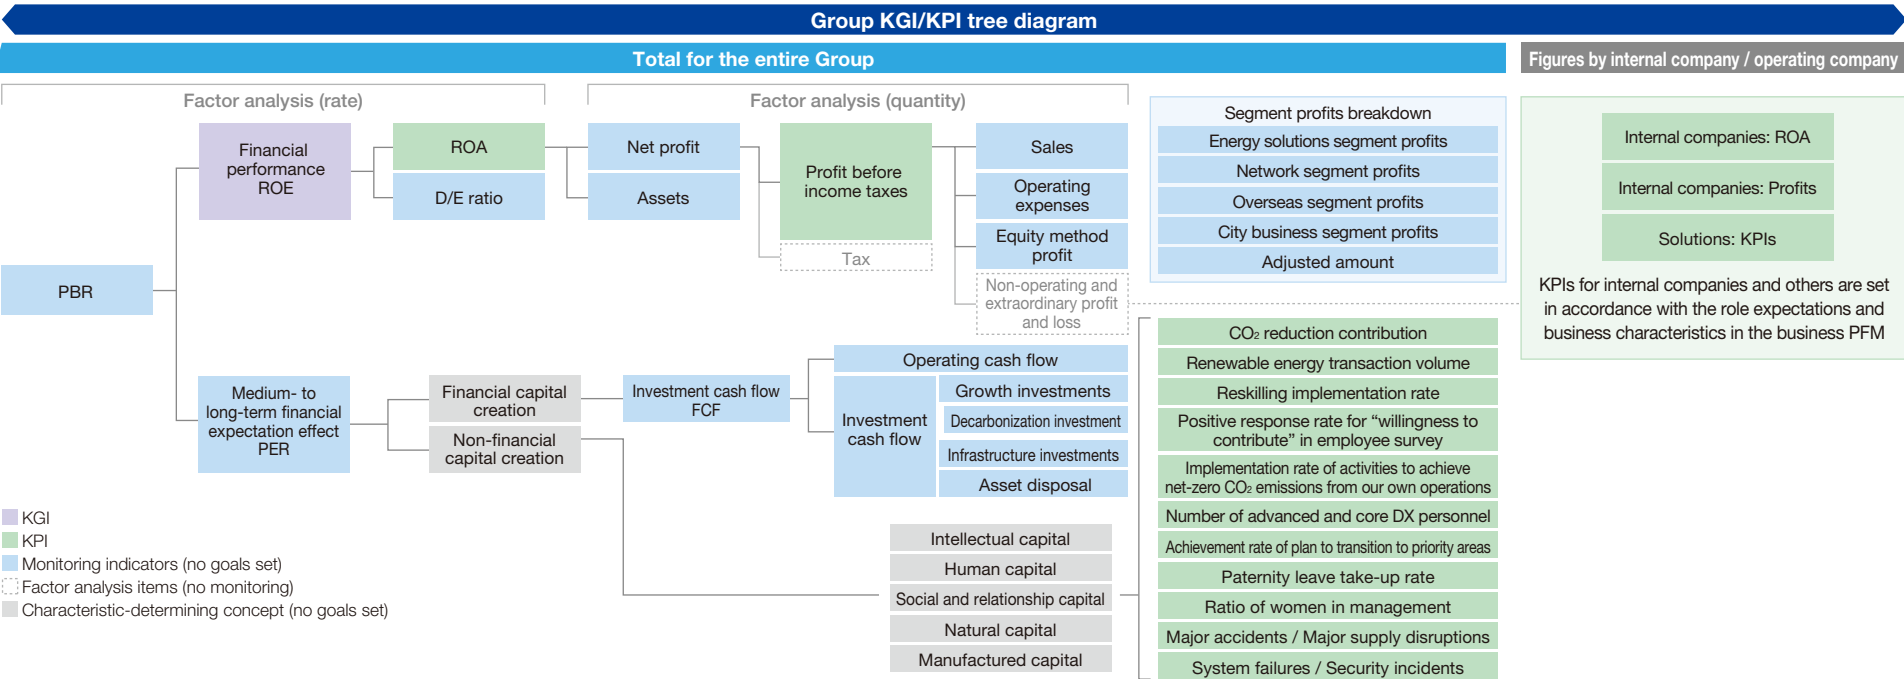 Group KGI/KPI tree diagram
Total for the entire Group
Figures by internal company / operating company
Factor analysis (rate)
Factor analysis (quantity)
PBR
Financial
performance
ROE
ROA
D/E ratio
Net profit
Assets
Profit before
income taxes
Tax
Sales
Operating
expenses
Equity method
profit
Non-operating and
extraordinary profit
and loss
Segment profits breakdown
Energy solutions segment profits
Network segment profits
Overseas segment profits
City business segment profits
Adjusted amount
Internal companies: ROA
Internal companies: Profits
Solutions: KPIs
KPIs for internal companies and others are set
in accordance with the role expectations and
business characteristics in the business PFM
Medium- to
long-term financial
expectation effect
PER
Financial capital
creation
Non-financial
capital creation
Investment cash flow
FCF
Operating cash flow
Investment
cash flow
Growth investments
Decarbonization investment
Infrastructure investments
Asset disposal
Intellectual capital
Human capital
Social and relationship capital
Natural capital
Manufactured capital
CO₂ reduction contribution
Renewable energy transaction volume
Reskilling implementation rate
Positive response rate for “willingness to
contribute” in employee survey
Implementation rate of activities to achieve
net-zero CO₂ emissions from our own operations
Number of advanced and core DX personnel
Achievement rate of plan to transition to priority areas
Paternity leave take-up rate
Ratio of women in management
Major accidents / Major supply disruptions
System failures / Security incidents
KGI
KPI
Monitoring indicators (no goals set)
Factor analysis items (no monitoring)
Characteristic-determining concept (no goals set)